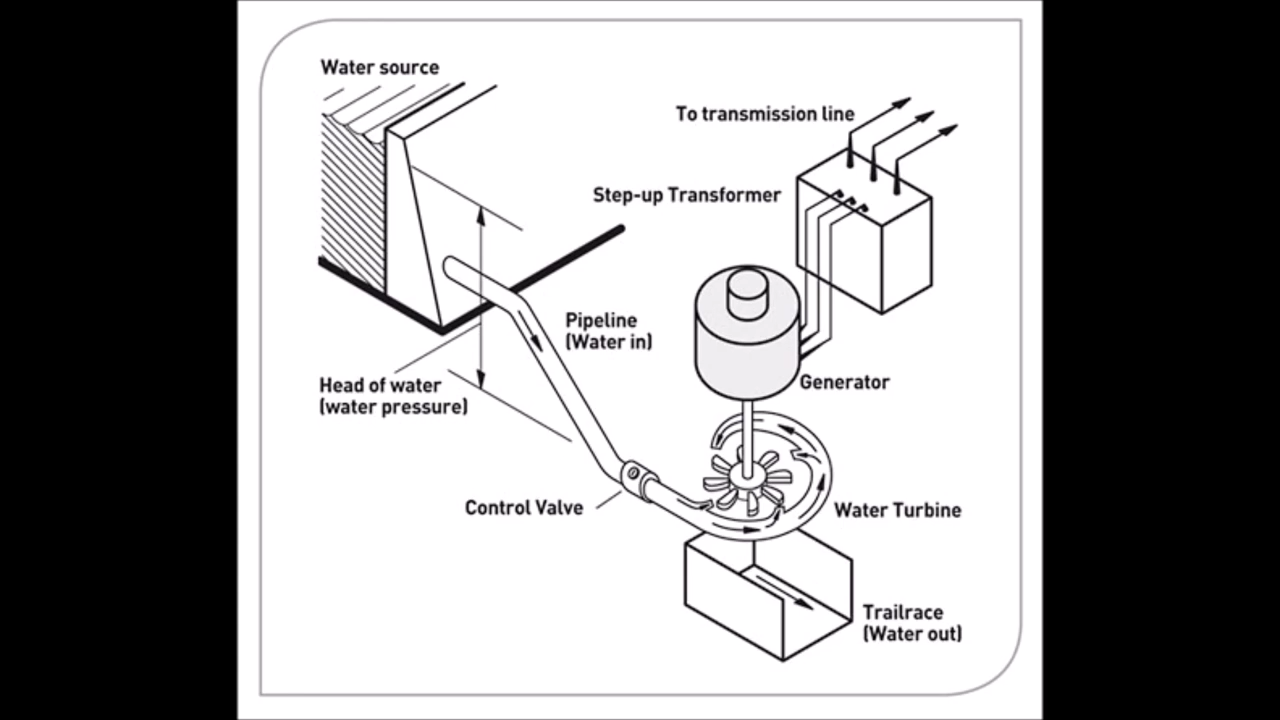 Water source
To transmission line
Step-up Transformer
Pipeline
(Water in)
Head of water
(water pressure)
Generator
Control Valve
Water Turbine
Trailrace
(Water out)